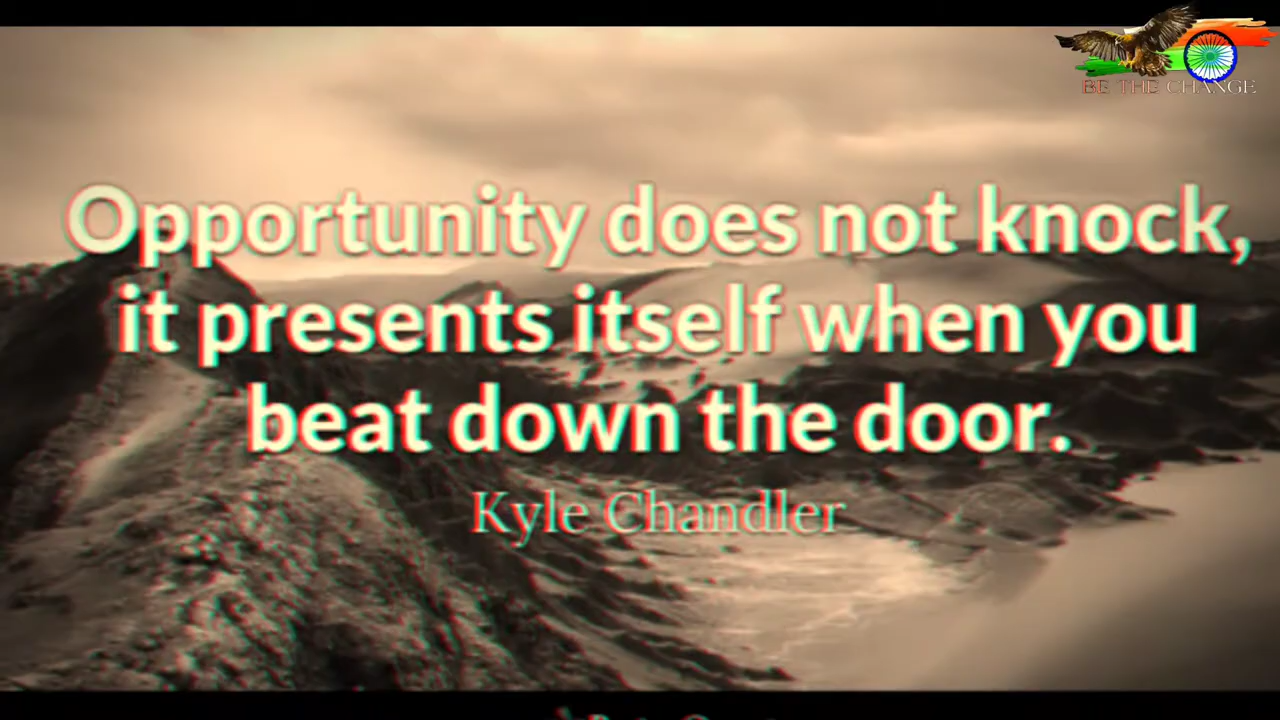 BE THE CHANGE
Opportunity does not knock,
it presents itself when you
beat down the door.
Kyle Chandler